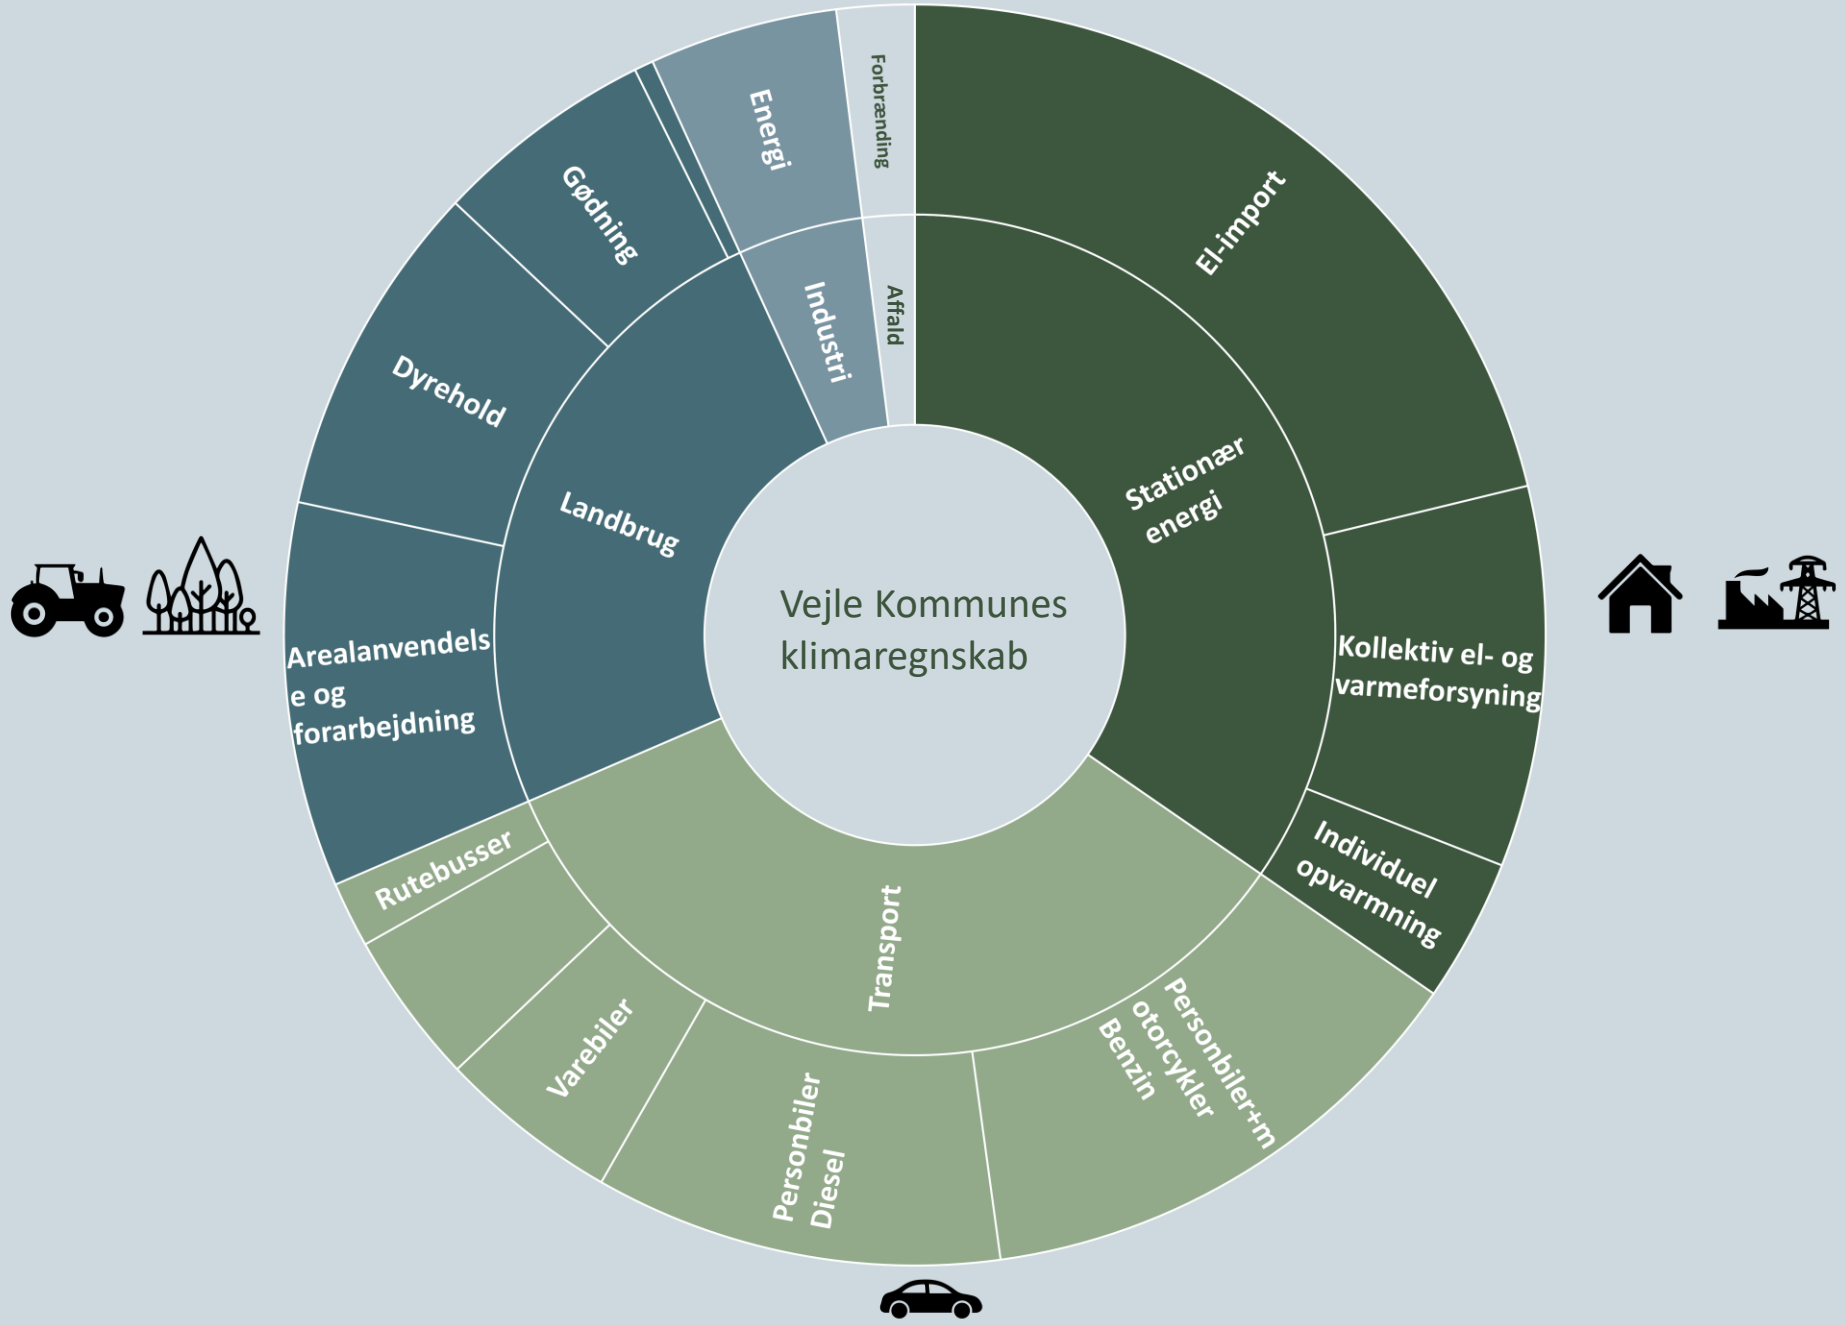 Vejle Kommunes
klimaregnskab
Stationær
energi
El-import
Kollektiv el- og
varmeforsyning
Individuel
opvarmning
Transport
Personbiler+m
otorcykler
Benzin
Personbiler
Diesel
Varebiler
Rutebusser
Landbrug
Arealanvendels
e og
forarbejdning
Dyrehold
Gødning
Industri
Energi
Affald
Forbrænding